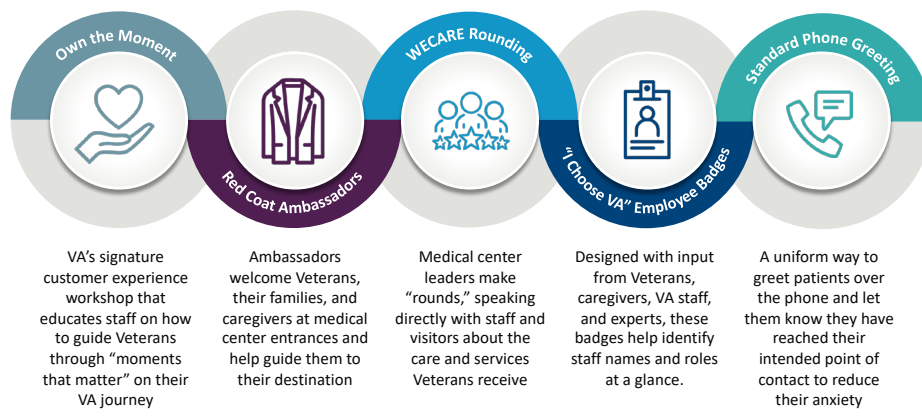 Own the Moment
VA’s signature
customer experience
workshop that
educates staff on how
to guide Veterans
through “moments
that matter” on their
VA journey
Red Coat Ambassadors
Ambassadors
welcome Veterans,
their families, and
caregivers at medical
center entrances and
help guide them to
their destination
WECARE Rounding
Medical center
leaders make
“rounds,” speaking
directly with staff and
visitors about the
care and services
Veterans receive
“I Choose VA” Employee Badges
Designed with input
from Veterans,
caregivers, VA staff,
and experts, these
badges help identify
staff names and roles
at a glance.
Standard Phone Greeting
A uniform way to
greet patients over
the phone and let
them know they have
reached their
intended point of
contact to reduce
their anxiety